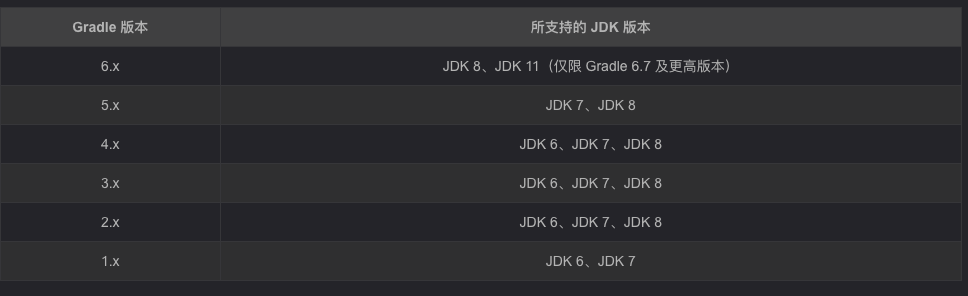 Gradle 版本 所支持的 JDK 版本
6.x JDK 8、JDK 11（仅限 Gradle 6.7 及更高版本）
5.x JDK 7、JDK 8
4.x JDK 6、JDK 7、JDK 8
3.x JDK 6、JDK 7、JDK 8
2.x JDK 6、JDK 7、JDK 8
1.x JDK 6、JDK 7